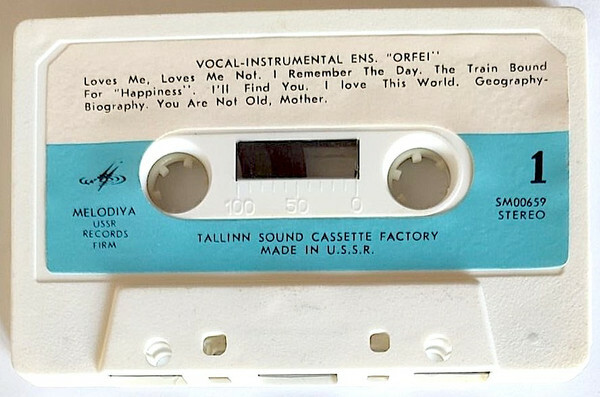 VOCAL-INSTRUMENTAL ENS. "ORFEI"
Loves Me, Loves Me Not. I Remember The Day. The Train Bound
For "Happiness". I'll Find You. I love This World. Geography-
Biography. You Are Not Old, Mother.
1
MELODIYA
USSR
RECORDS
FIRM
100 50 0
SM00659
STEREO
TALLINN SOUND CASSETTE FACTORY
MADE IN U.S.S.R.